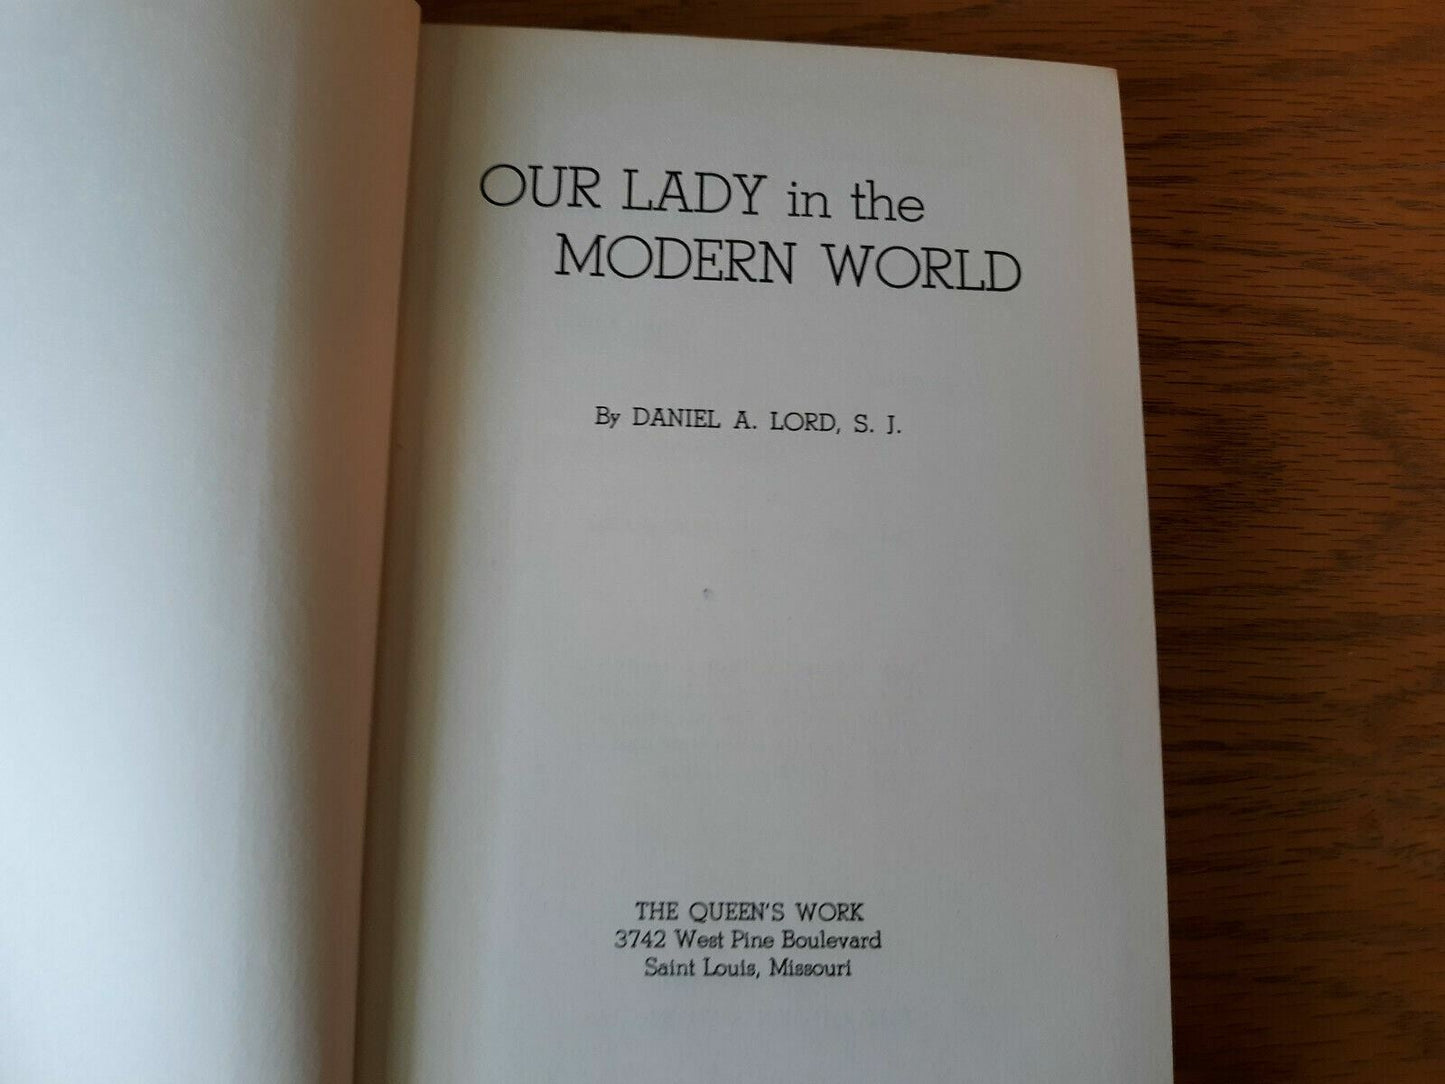 OUR LADY in the
MODERN WORLD
By DANIEL A. LORD, S. J.
THE QUEEN'S WORK
3742 West Pine Boulevard
Saint Louis, Missouri